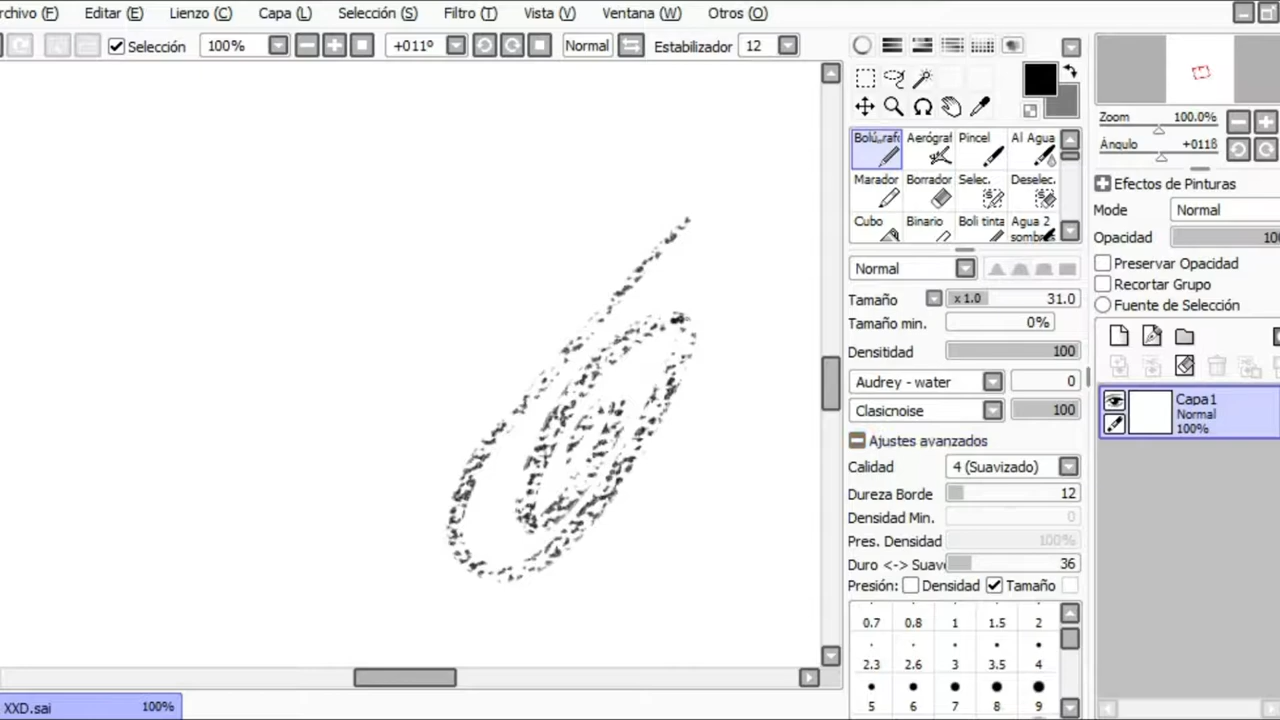 rchivo (F) Editar (E) Lienzo (C) Capa (L) Selección (S) Filtro (T) Vista (V) Ventana (W) Otros (O)
Selección 100% +011º Normal Estabilizador 12
Zoom 100.0%
Ángulo +011ß
Aerógraf Pincel Al Agua
Marador Borrador Selec. Deselec.
Cubo Binario Boli tinta Agua 2
somb
Efectos de Pinturas
Mode Normal
Opacidad 100
Preservar Opacidad
Recortar Grupo
Fuente de Selección
Normal
Tamaño x 1.0 31.0
Tamaño min. 0%
Densitidad 100
Audrey - water 0
Clasicnoise 100
Ajustes avanzados
Calidad 4 (Suavizado)
Dureza Borde 12
Densidad Min. 0
Pres. Densidad 100%
Duro <-> Suav 36
Presión: Densidad Tamaño
0.7 0.8 1 1.5 2
2.3 2.6 3 3.5 4
5 6 7 8 9
Capa1
Normal
100%
XXD.sai 100%